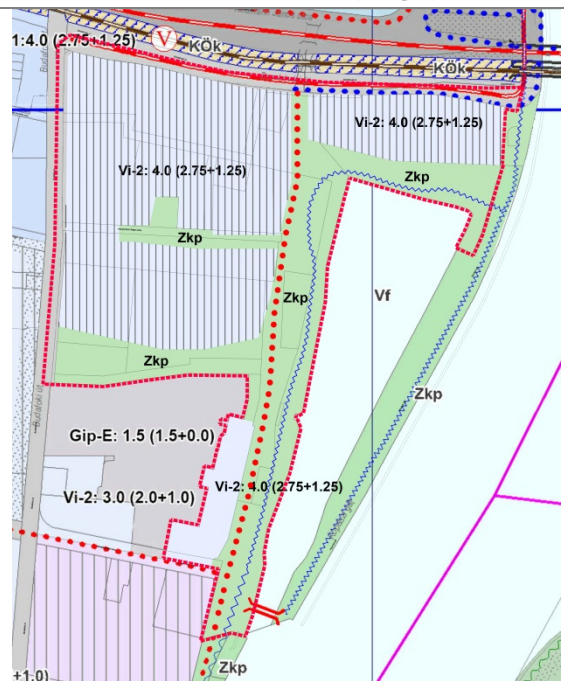 1:4.0 (2.75+1.25)
V
KÖk
KÖk
Vi-2: 4.0 (2.75+1.25)
Vi-2: 4.0 (2.75+1.25)
Zkp
Zkp
Zkp
Vf
Zkp
Zkp
Budafoki út
Gip-E: 1.5 (1.5+0.0)
Vi-2: 4.0 (2.75+1.25)
Vi-2: 3.0 (2.0+1.0)
Zkp
+1.0)